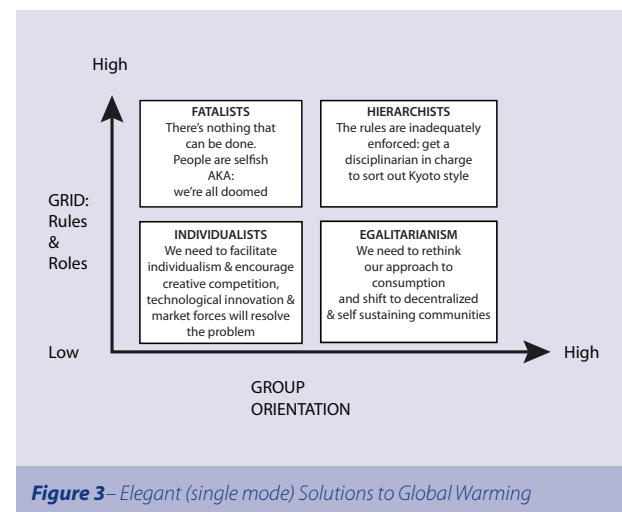 High
FATALISTS
There's nothing that
can be done.
People are selfish
AKA:
we're all doomed
HIERARCHISTS
The rules are inadequately
enforced: get a
disciplinarian in charge
to sort out Kyoto style
GRID:
Rules
&
Roles
INDIVIDUALISTS
We need to facilitate
individualism & encourage
creative competition,
technological innovation &
market forces will resolve
the problem
EGALITARIANISM
We need to rethink
our approach to
consumption
and shift to decentralized
& self sustaining communities
Low
High
GROUP
ORIENTATION
Figure 3– Elegant (single mode) Solutions to Global Warming